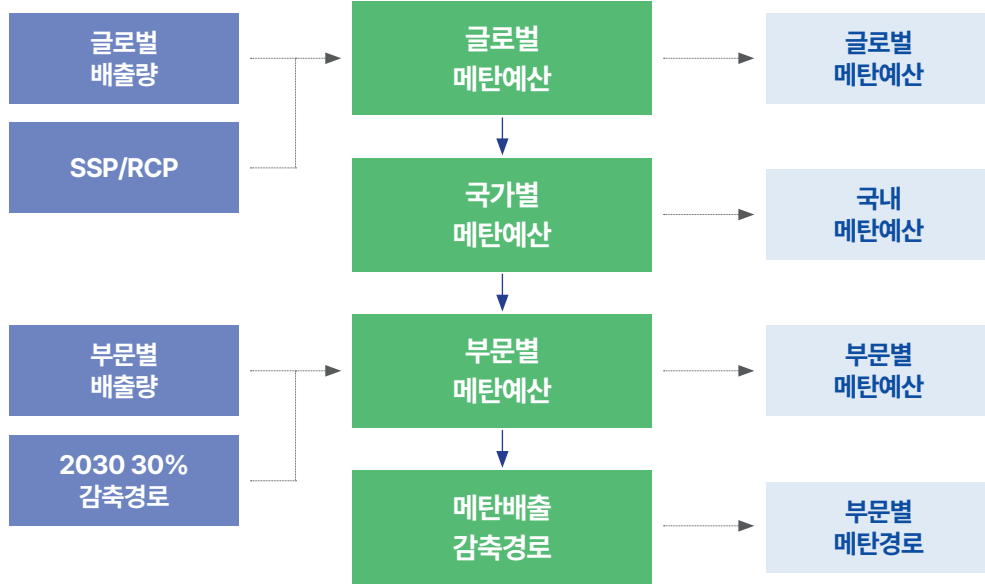 글로벌
배출량
SSP/RCP
글로벌
메탄예산
글로벌
메탄예산
국가별
메탄예산
국내
메탄예산
부문별
배출량
2030 30%
감축경로
부문별
메탄예산
부문별
메탄예산
메탄배출
감축경로
부문별
메탄경로